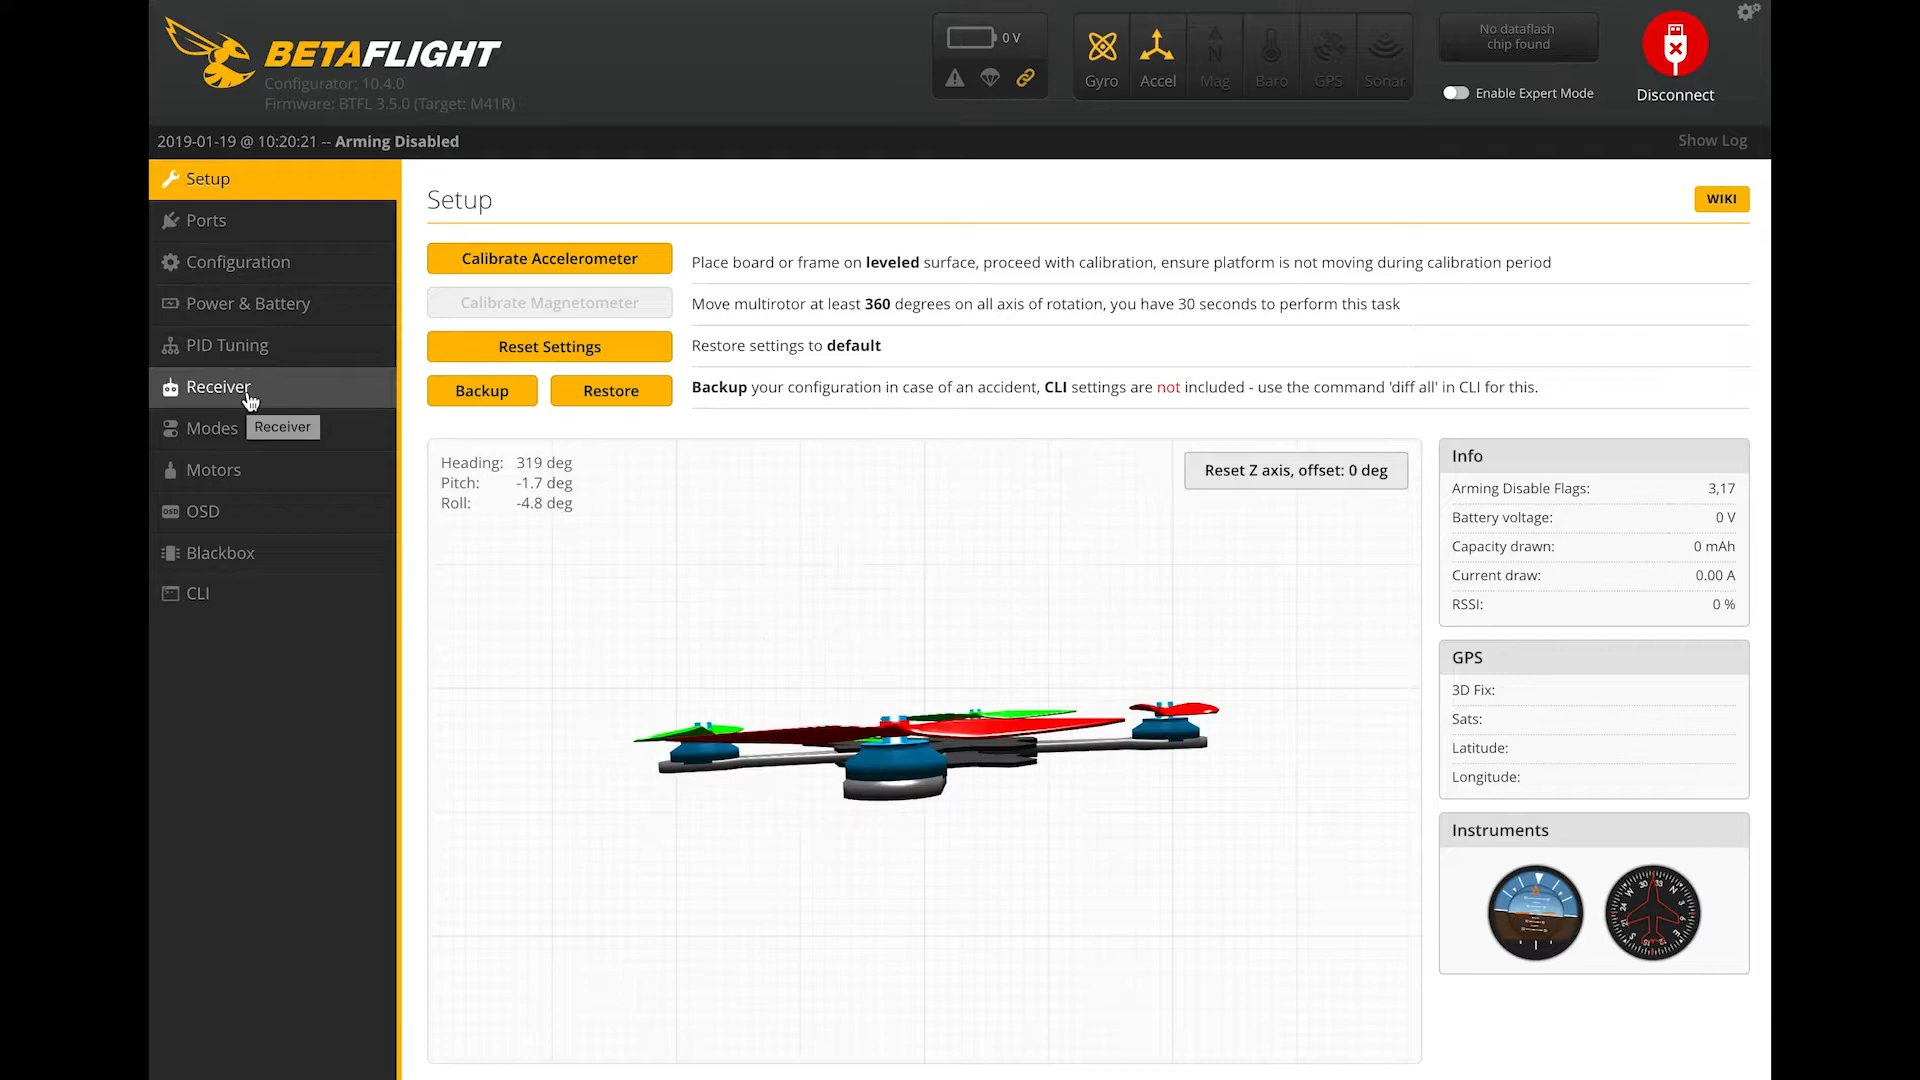 BETAFLIGHT
Configurator: 10.4.0
Firmware: BTFL 3.5.0 (Target: M41R)
0 V
Gyro
Accel
Mag
Baro
GPS
Sonar
No dataflash
chip found
Enable Expert Mode
Disconnect
2019-01-19 @ 10:20:21 -- Arming Disabled
Show Log
Setup
Ports
Configuration
Power & Battery
PID Tuning
Receiver
Modes
Receiver
Motors
OSD
Blackbox
CLI
Setup
WIKI
Calibrate Accelerometer
Place board or frame on leveled surface, proceed with calibration, ensure platform is not moving during calibration period
Calibrate Magnetometer
Move multirotor at least 360 degrees on all axis of rotation, you have 30 seconds to perform this task
Reset Settings
Restore settings to default
Backup
Restore
Backup your configuration in case of an accident, CLI settings are not included - use the command 'diff all' in CLI for this.
Heading: 319 deg
Pitch: -1.7 deg
Roll: -4.8 deg
Reset Z axis, offset: 0 deg
Info
Arming Disable Flags: 3,17
Battery voltage: 0 V
Capacity drawn: 0 mAh
Current draw: 0.00 A
RSSI: 0 %
GPS
3D Fix:
Sats:
Latitude:
Longitude:
Instruments